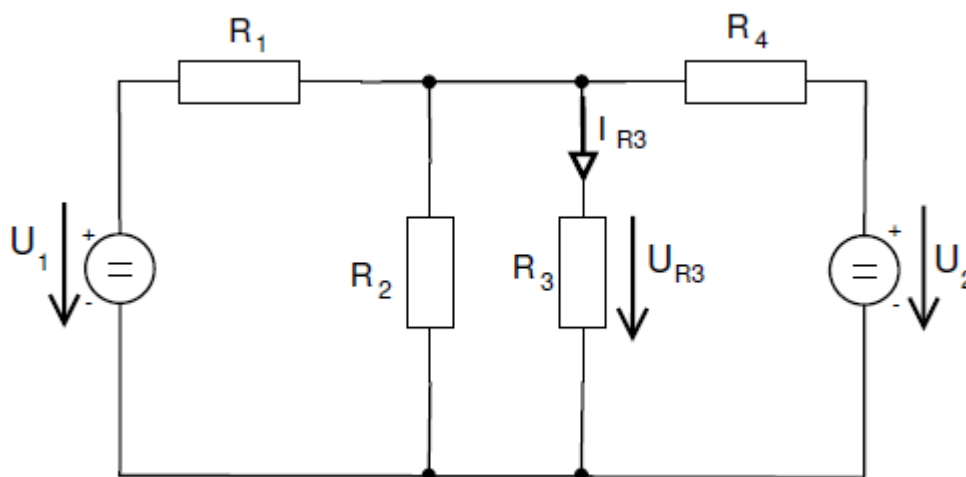 R1
R4
IR3
+
U1
=
-
R2
R3
UR3
+
=
-
U2